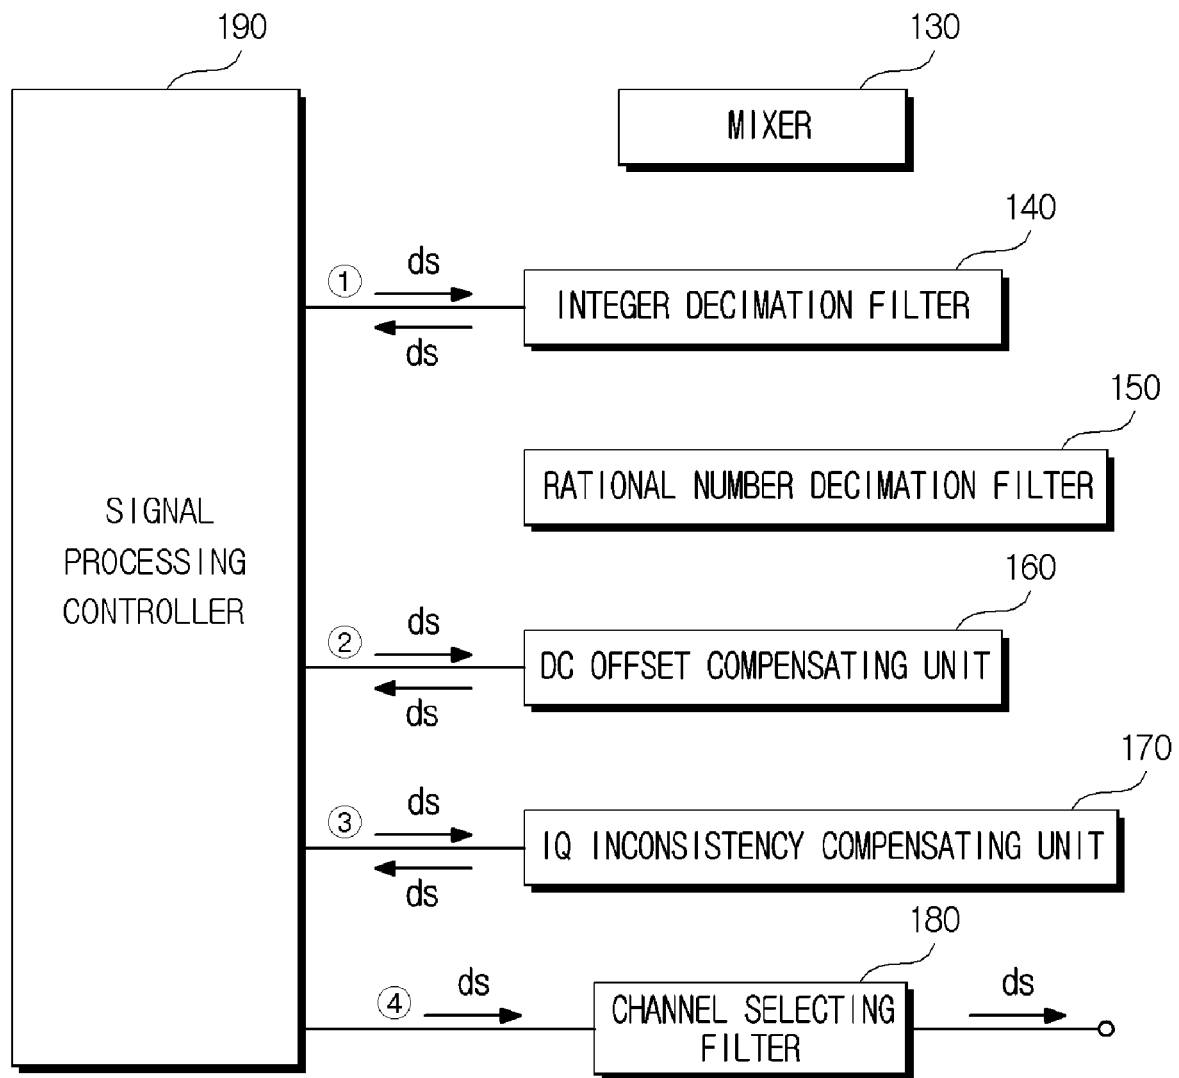 190
130
MIXER
140
① ds
INTEGER DECIMATION FILTER
ds
150
RATIONAL NUMBER DECIMATION FILTER
SIGNAL
PROCESSING
CONTROLLER
160
② ds
DC OFFSET COMPENSATING UNIT
ds
170
③ ds
IQ INCONSISTENCY COMPENSATING UNIT
ds
180
④ ds
CHANNEL SELECTING
FILTER
ds